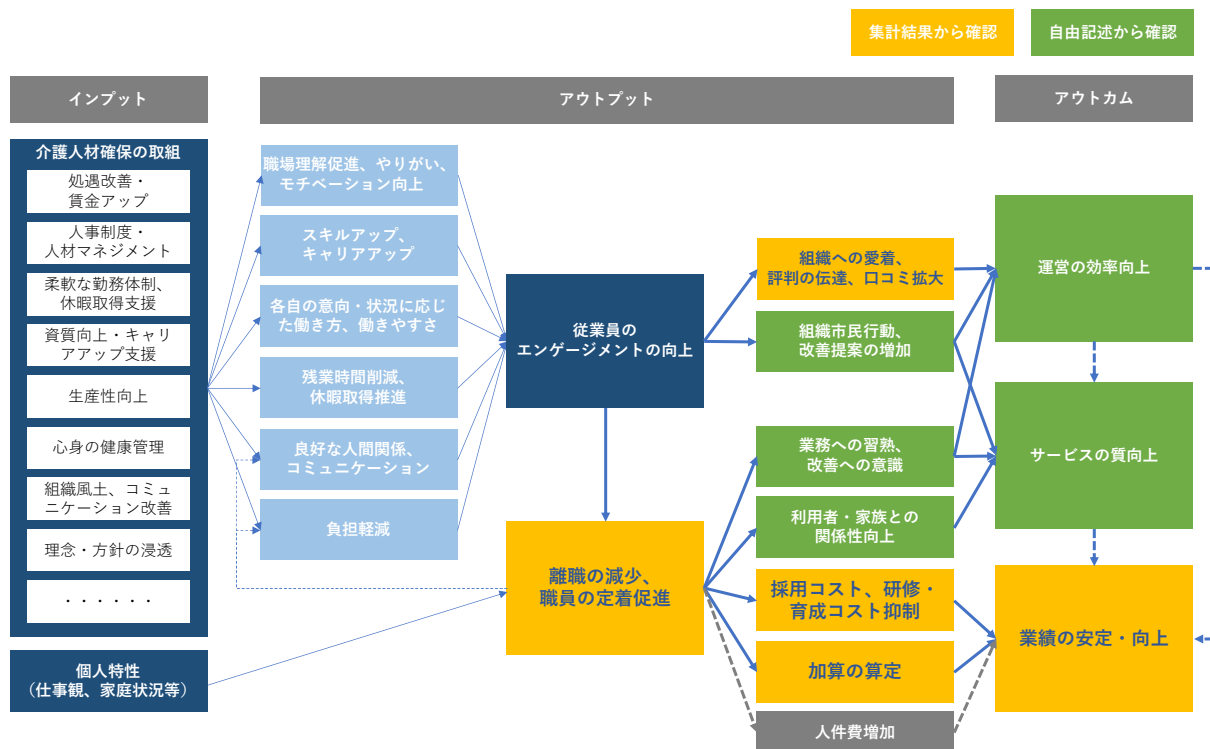 集計結果から確認
自由記述から確認
インプット
アウトプット
アウトカム
介護人材確保の取組
処遇改善・
賃金アップ
人事制度・
人材マネジメント
柔軟な勤務体制、
休暇取得支援
資質向上・キャリ
アアップ支援
生産性向上
心身の健康管理
組織風土、コミュ
ニケーション改善
理念・方針の浸透
・・・・・・
個人特性
（仕事観、家庭状況等）
職場理解促進、やりがい、
モチベーション向上
スキルアップ、
キャリアアップ
各自の意向・状況に応じ
た働き方、働きやすさ
残業時間削減、
休暇取得推進
良好な人間関係、
コミュニケーション
負担軽減
従業員の
エンゲージメントの向上
離職の減少、
職員の定着促進
組織への愛着、
評判の伝達、口コミ拡大
組織市民行動、
改善提案の増加
業務への習熟、
改善への意識
利用者・家族との
関係性向上
採用コスト、研修・
育成コスト抑制
加算の算定
人件費増加
運営の効率向上
サービスの質向上
業績の安定・向上